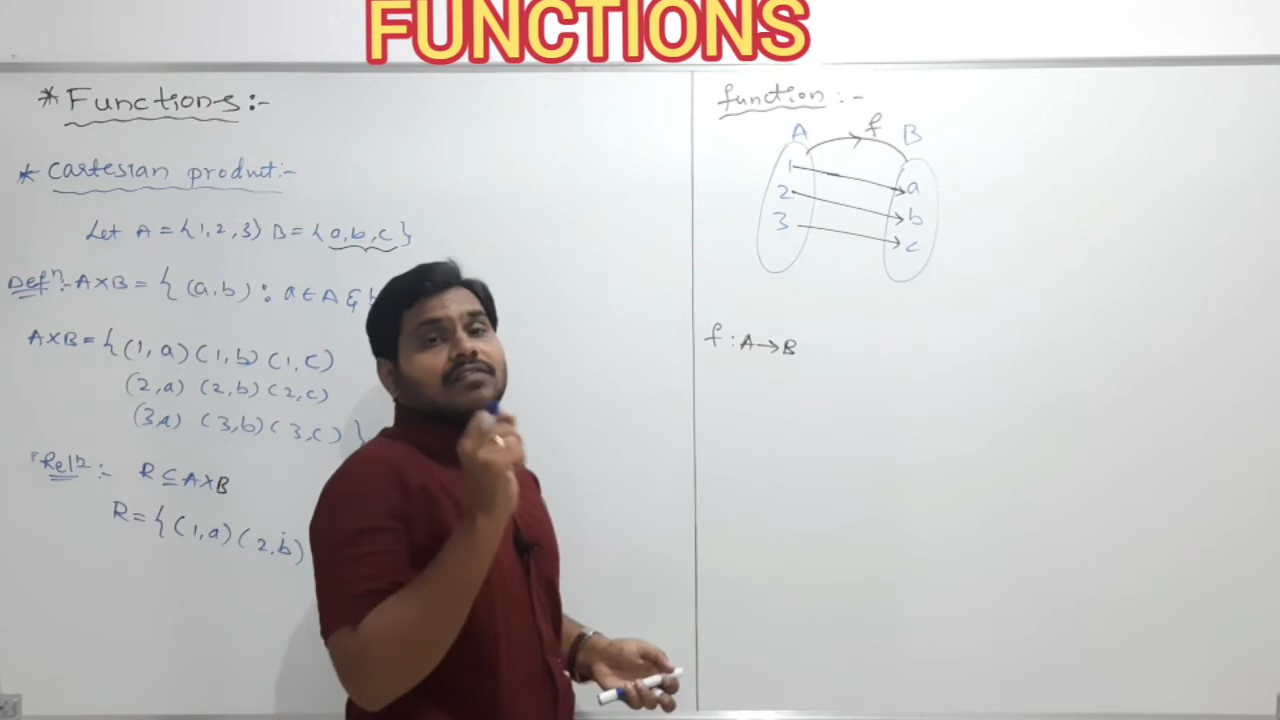 FUNCTIONS
* Functions:-
* Cartesian product:-
Let A = {1,2,3} B = {a,b,c}
Defⁿ:- A×B = { (a,b) : a ∈ A &
A×B = { (1,a) (1,b) (1,c)
(2,a) (2,b) (2,c)
(3,a) (3,b) (3,c) }
Relⁿ:- R ⊆ A×B
R = { (1,a) (2,b)
function :-
A f B
1 a
2 b
3 c
f : A → B